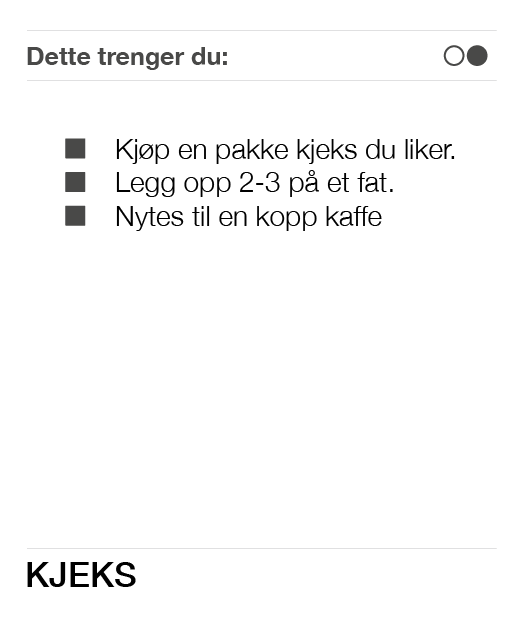 Dette trenger du:
Kjøp en pakke kjeks du liker.
Legg opp 2-3 på et fat.
Nytes til en kopp kaffe
KJEKS